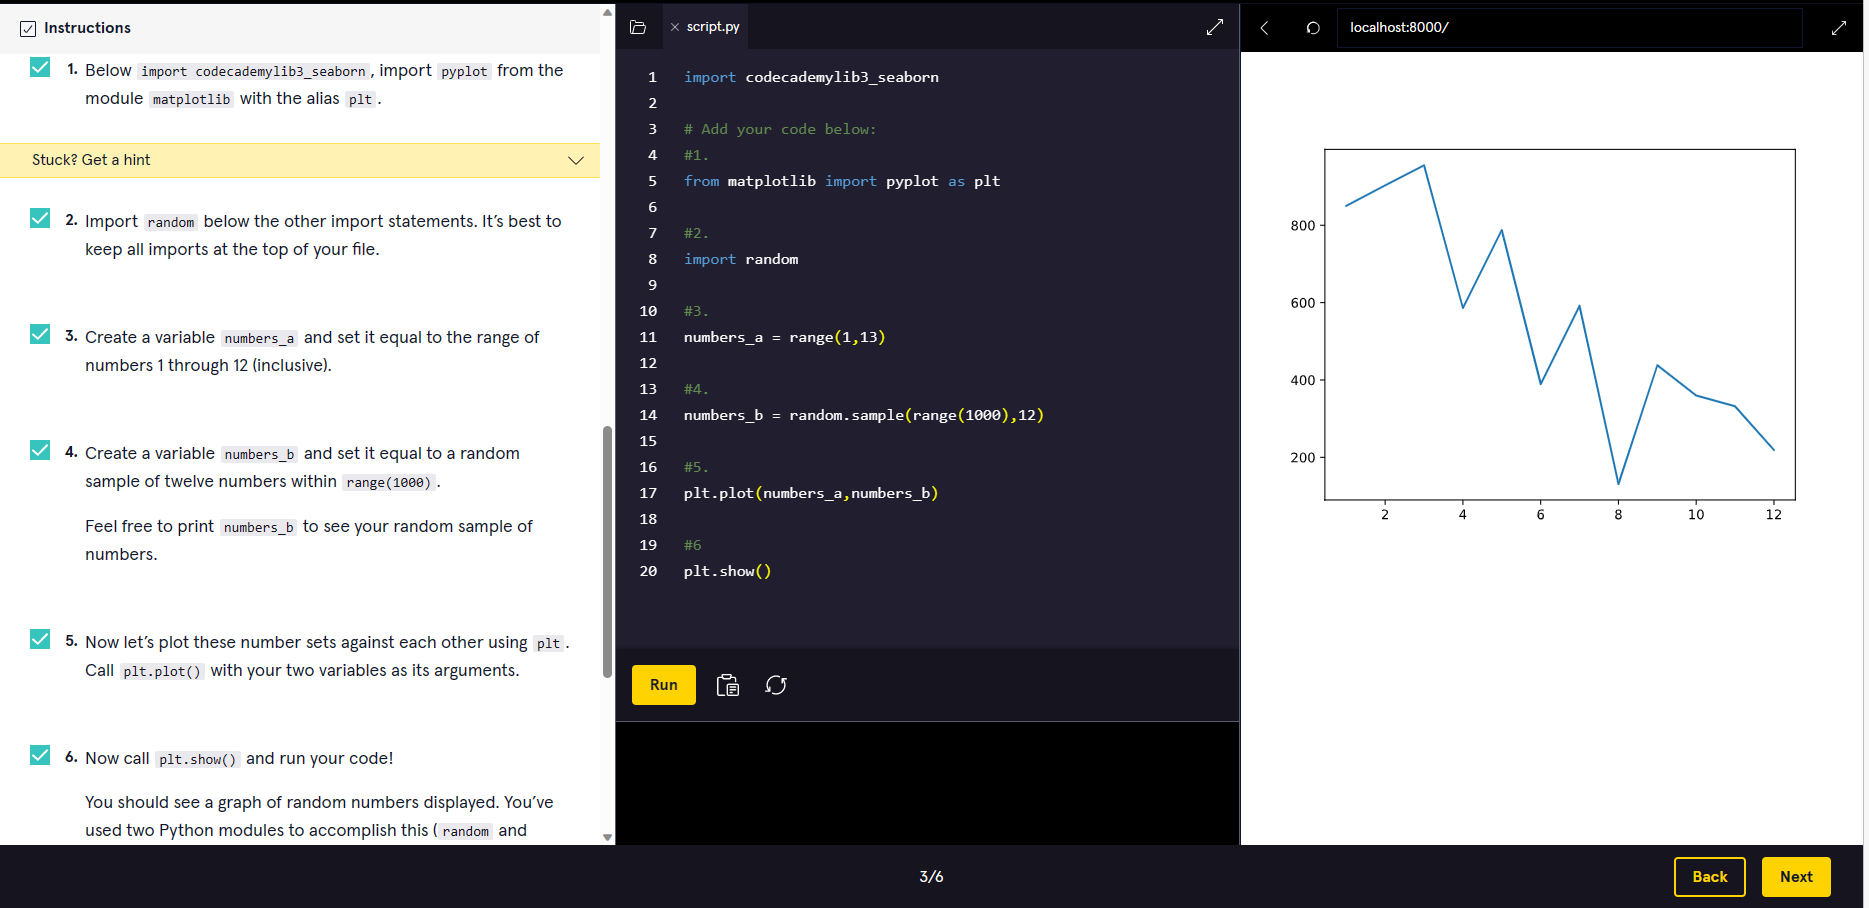 Instructions
1. Below import codecademylib3_seaborn, import pyplot from the
module matplotlib with the alias plt.
Stuck? Get a hint
2. Import random below the other import statements. It’s best to
keep all imports at the top of your file.
3. Create a variable numbers_a and set it equal to the range of
numbers 1 through 12 (inclusive).
4. Create a variable numbers_b and set it equal to a random
sample of twelve numbers within range(1000).
Feel free to print numbers_b to see your random sample of
numbers.
5. Now let’s plot these number sets against each other using plt.
Call plt.plot() with your two variables as its arguments.
6. Now call plt.show() and run your code!
You should see a graph of random numbers displayed. You’ve
used two Python modules to accomplish this (random and
script.py
1 import codecademylib3_seaborn
2
3 # Add your code below:
4 #1.
5 from matplotlib import pyplot as plt
6
7 #2.
8 import random
9
10 #3.
11 numbers_a = range(1,13)
12
13 #4.
14 numbers_b = random.sample(range(1000),12)
15
16 #5.
17 plt.plot(numbers_a,numbers_b)
18
19 #6
20 plt.show()
Run
localhost:8000/
800
600
400
200
2 4 6 8 10 12
3/6
Back
Next